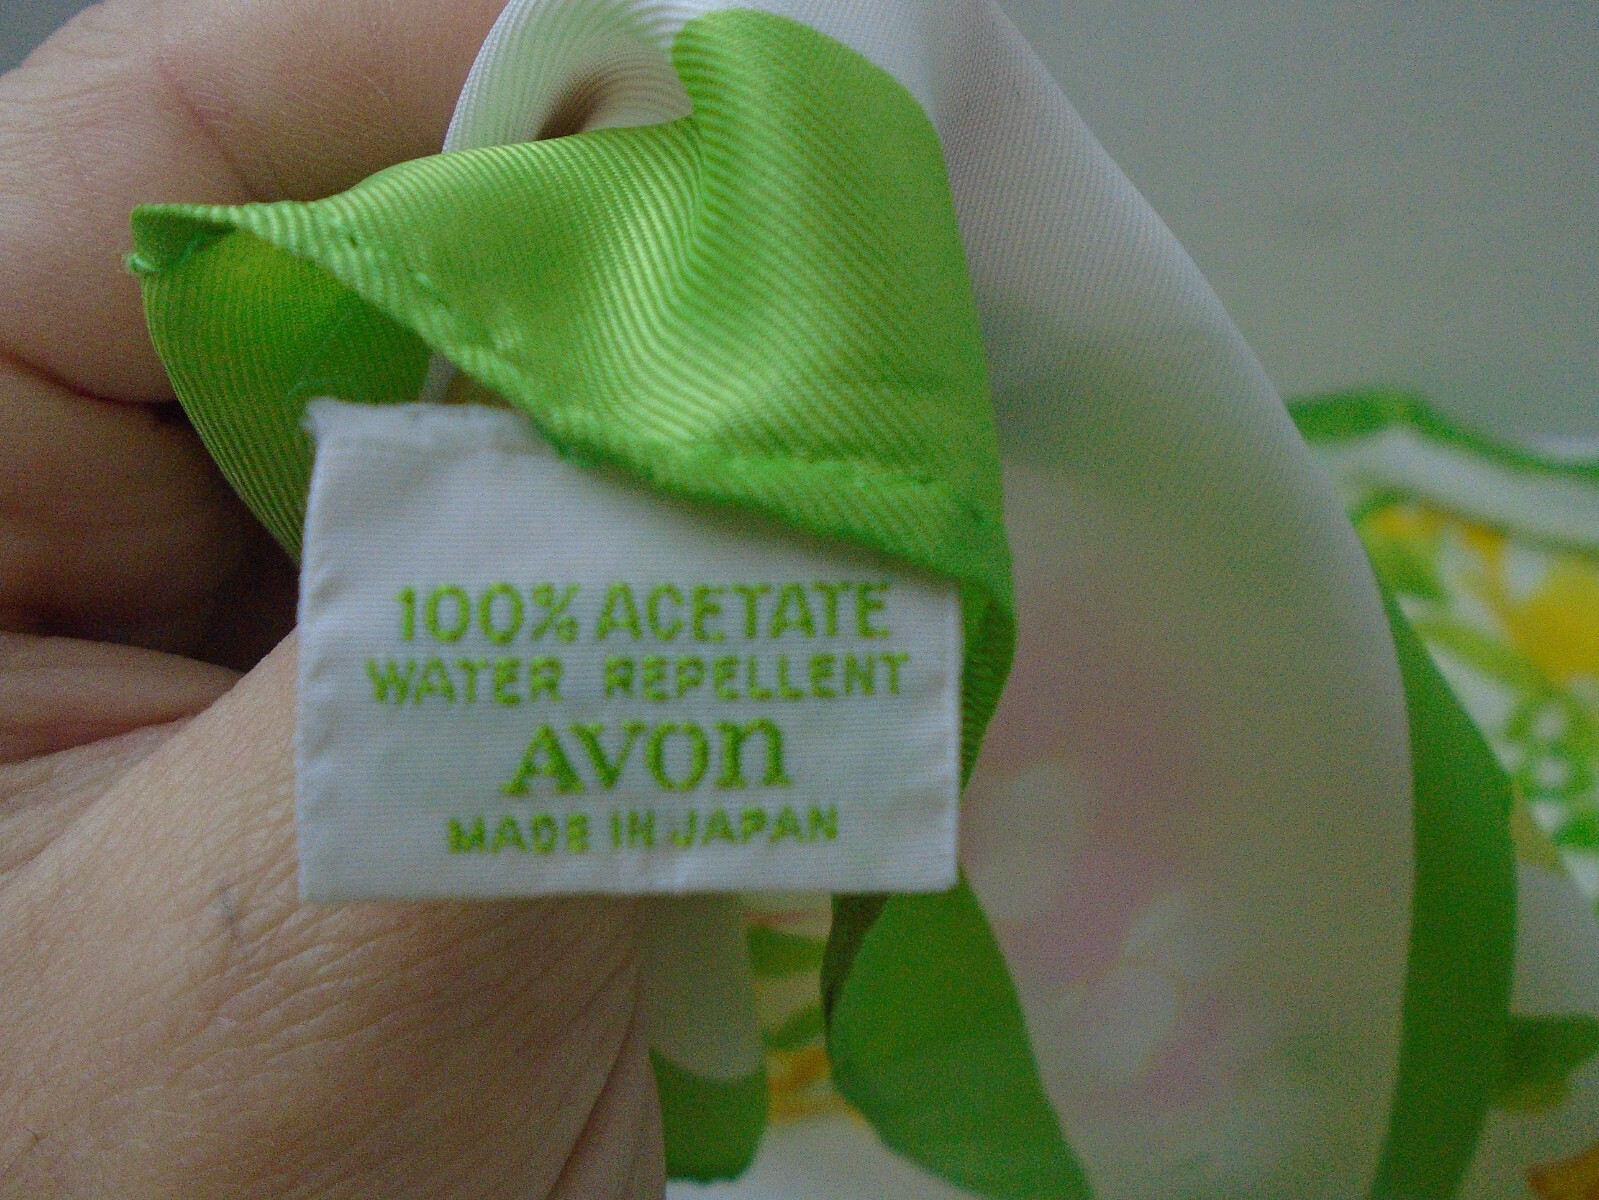 100% ACETATE
WATER REPELLENT
AVON
MADE IN JAPAN